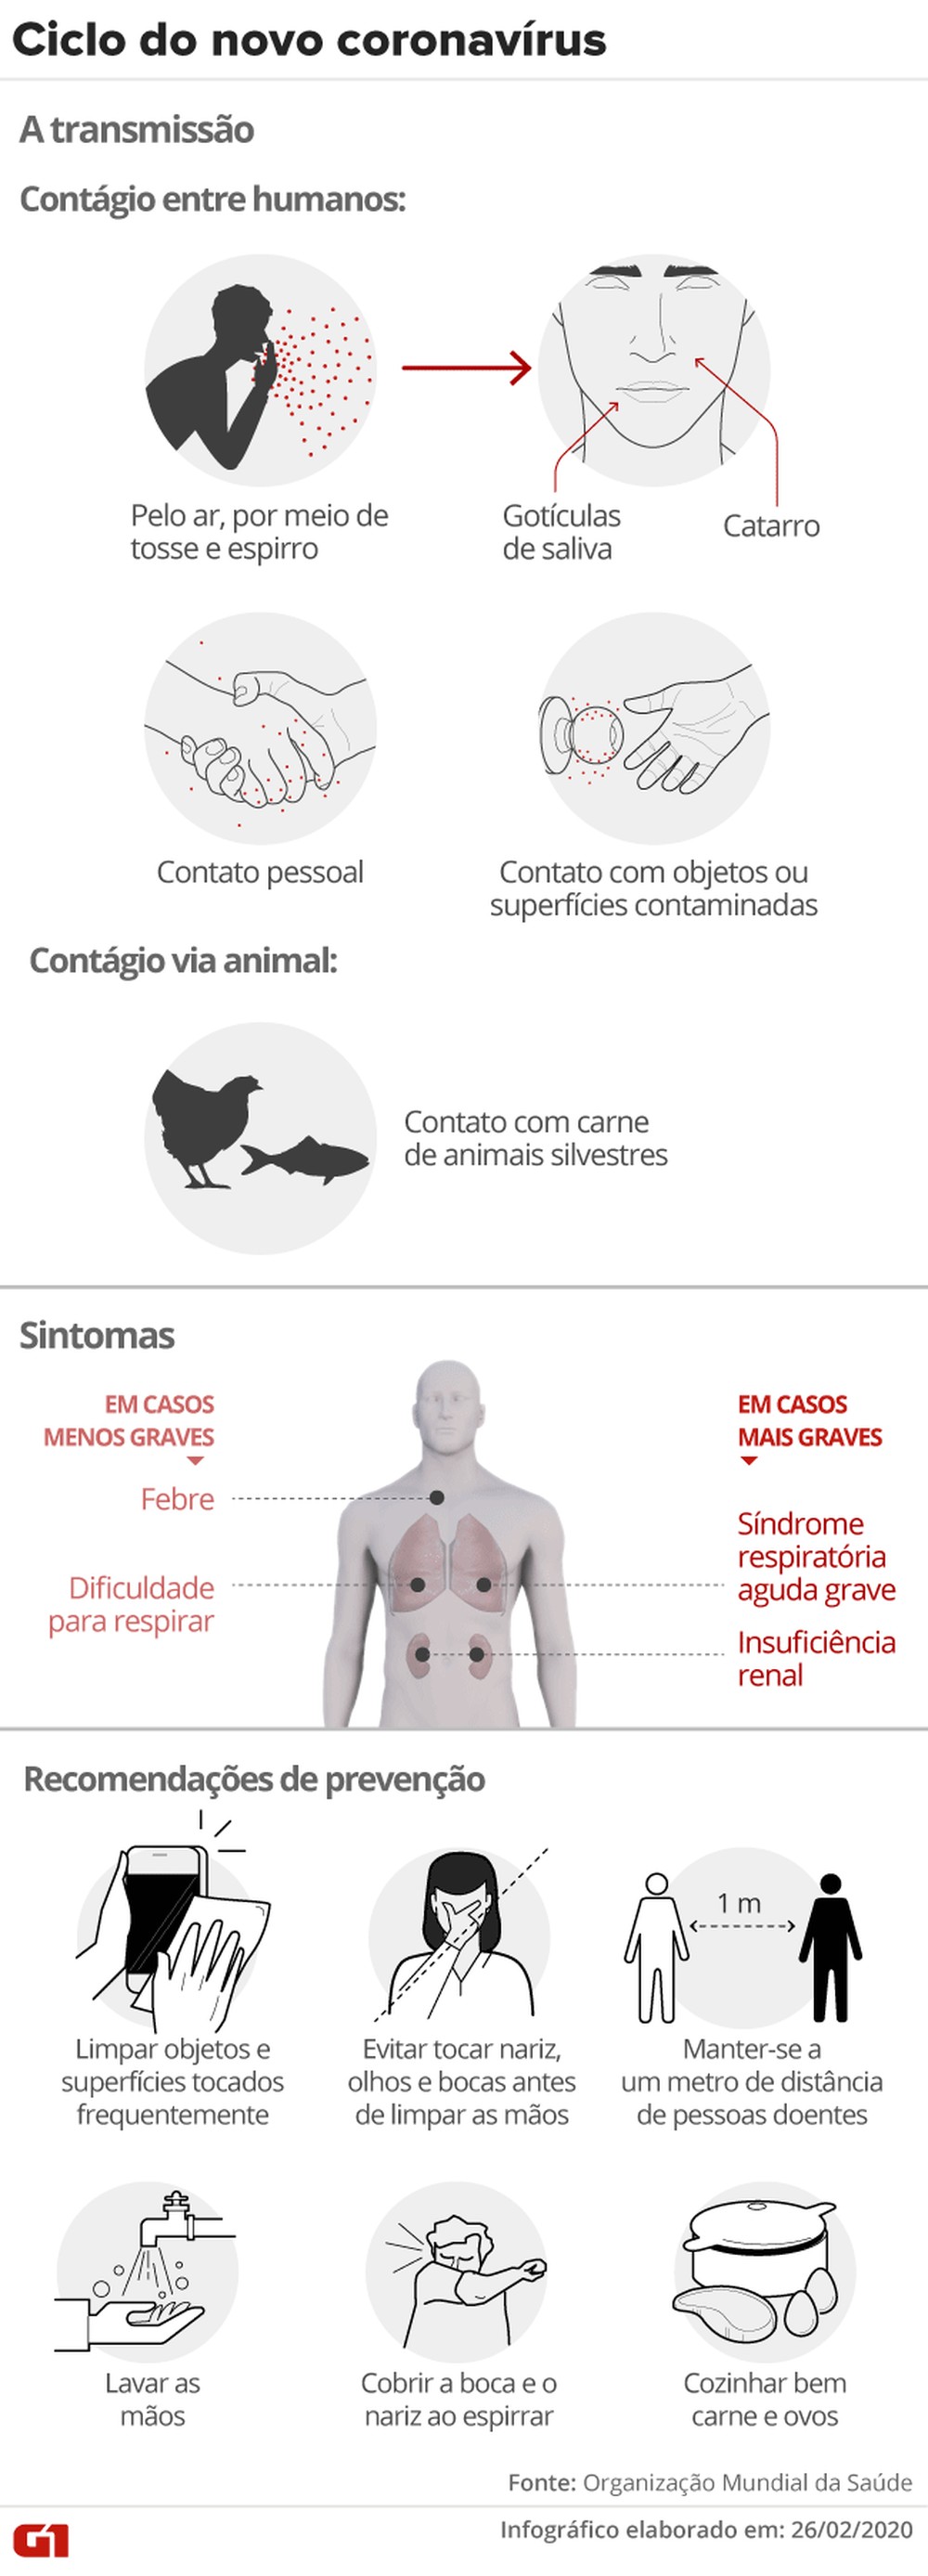 Ciclo do novo coronavírus
A transmissão
Contágio entre humanos:
Pelo ar, por meio de
tosse e espirro
Gotículas
de saliva
Catarro
Contato pessoal
Contato com objetos ou
superfícies contaminadas
Contágio via animal:
Contato com carne
de animais silvestres
Sintomas
EM CASOS
MENOS GRAVES
Febre
Dificuldade
para respirar
EM CASOS
MAIS GRAVES
Síndrome
respiratória
aguda grave
Insuficiência
renal
Recomendações de prevenção
Limpar objetos e
superfícies tocados
frequentemente
Evitar tocar nariz,
olhos e bocas antes
de limpar as mãos
1 m
Manter-se a
um metro de distância
de pessoas doentes
Lavar as
mãos
Cobrir a boca e o
nariz ao espirrar
Cozinhar bem
carne e ovos
Fonte: Organização Mundial da Saúde
G1
Infográfico elaborado em: 26/02/2020